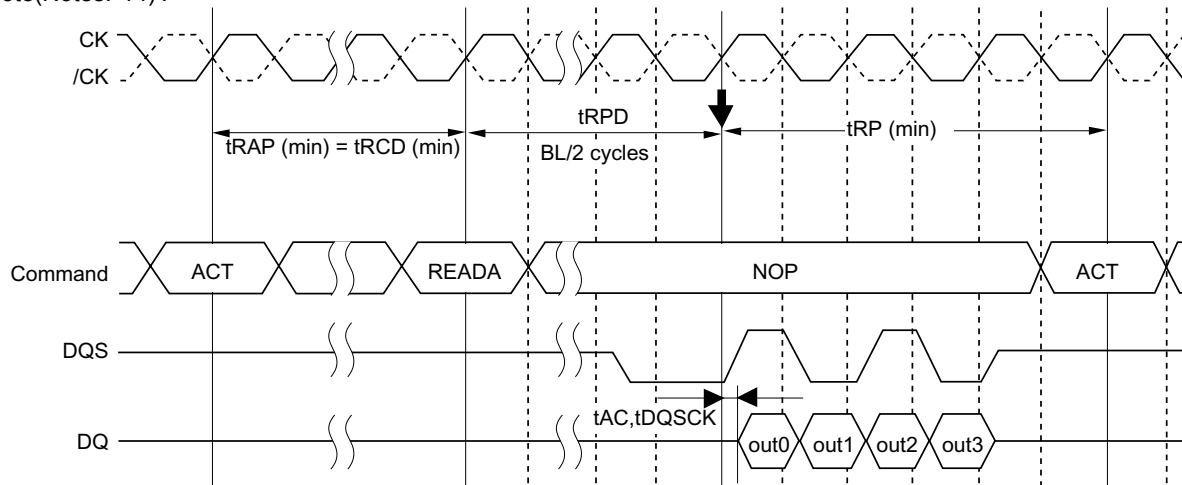 CK
/CK
tRPD
tRP (min)
tRAP (min) = tRCD (min)
BL/2 cycles
Command
ACT
READA
NOP
ACT
DQS
tAC,tDQSCK
DQ
out0
out1
out2
out3